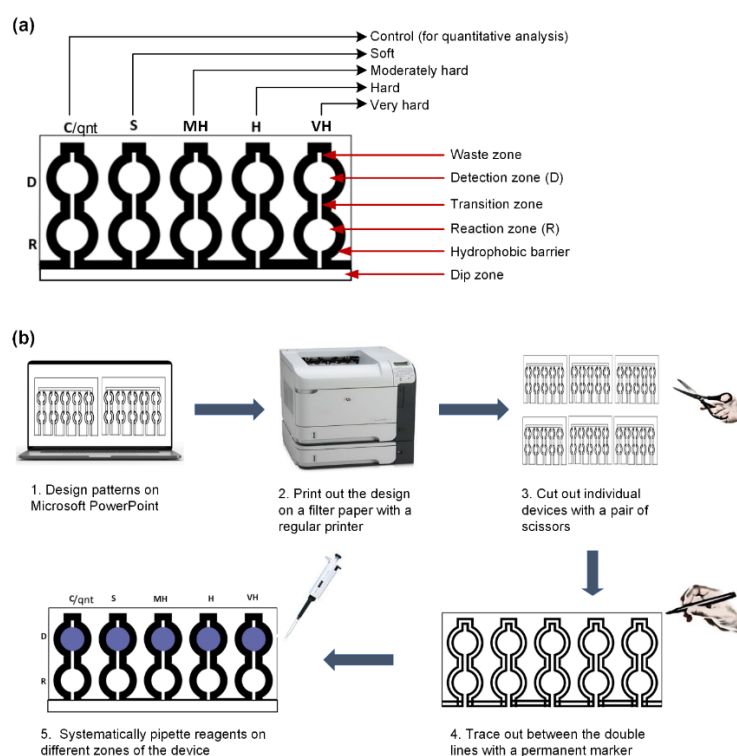 (a)
Control (for quantitative analysis)
Soft
Moderately hard
Hard
Very hard
C/qnt S MH H VH
Waste zone
D
Detection zone (D)
Transition zone
R
Reaction zone (R)
Hydrophobic barrier
Dip zone
(b)
1. Design patterns on
Microsoft PowerPoint
2. Print out the design
on a filter paper with a
regular printer
3. Cut out individual
devices with a pair of
scissors
C/qnt S MH H VH
D
R
5. Systematically pipette reagents on
different zones of the device
4. Trace out between the double
lines with a permanent marker